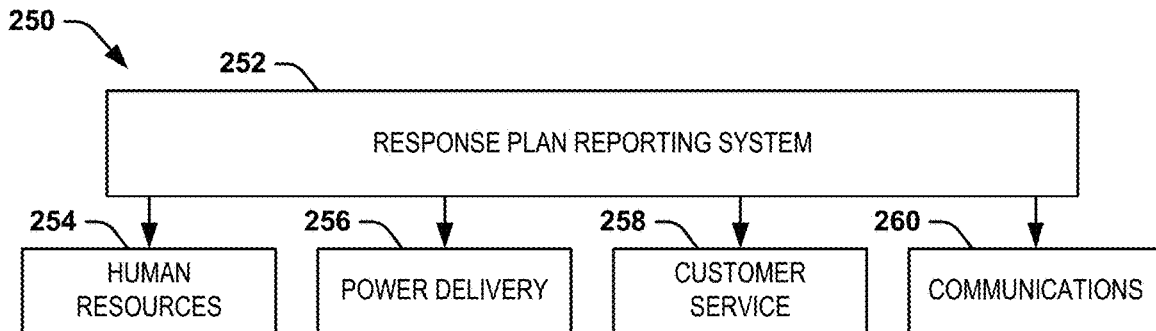 250
252
RESPONSE PLAN REPORTING SYSTEM
254
256
258
260
HUMAN
RESOURCES
POWER DELIVERY
CUSTOMER
SERVICE
COMMUNICATIONS